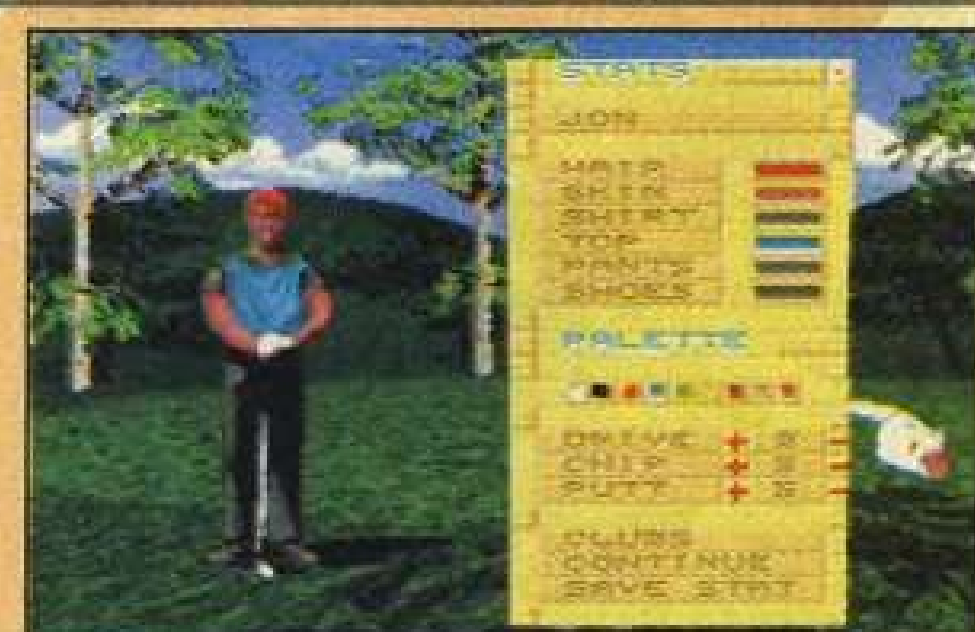 STATS
JON
HAIR
SKIN
SHIRT
TOP
PANTS
SHOES
PALETTE
DRIVE +
CHIP +
PUTT +
CLUBS
CONTINUE
SAVE STAT